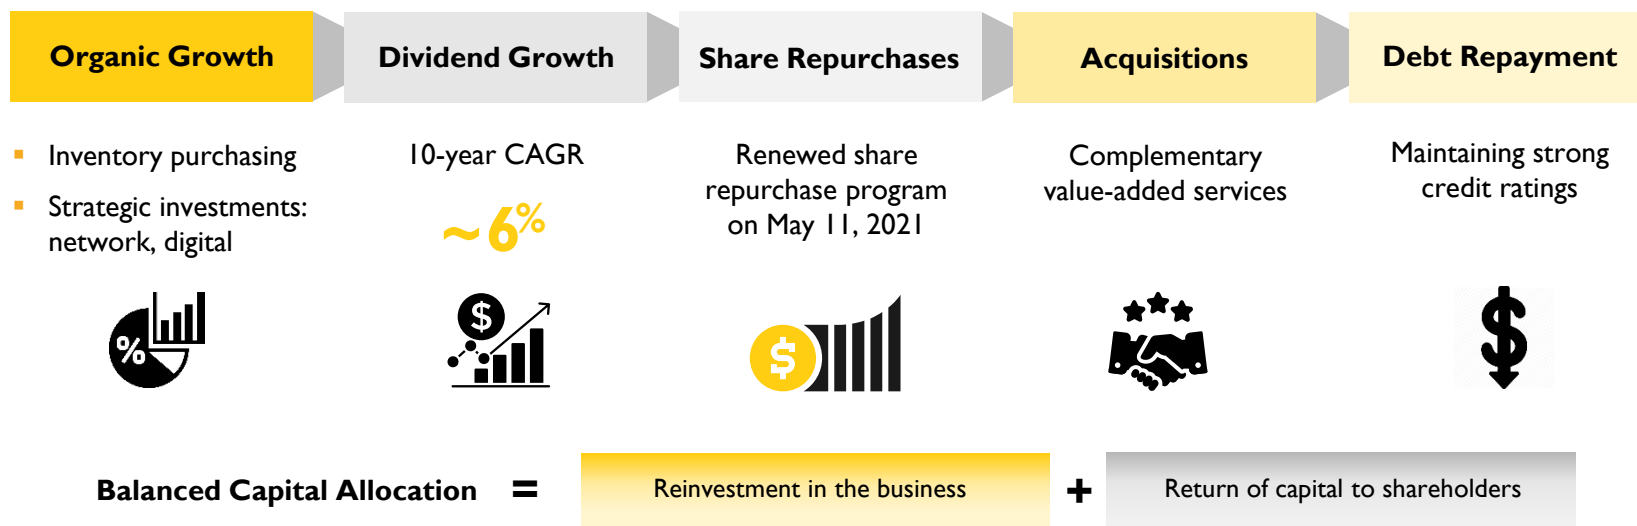 Organic Growth
Dividend Growth
Share Repurchases
Acquisitions
Debt Repayment
▪ Inventory purchasing
▪ Strategic investments:
network, digital
%
10-year CAGR
~6%
$
Renewed share
repurchase program
on May 11, 2021
$
Complementary
value-added services
Maintaining strong
credit ratings
$
Balanced Capital Allocation = Reinvestment in the business + Return of capital to shareholders